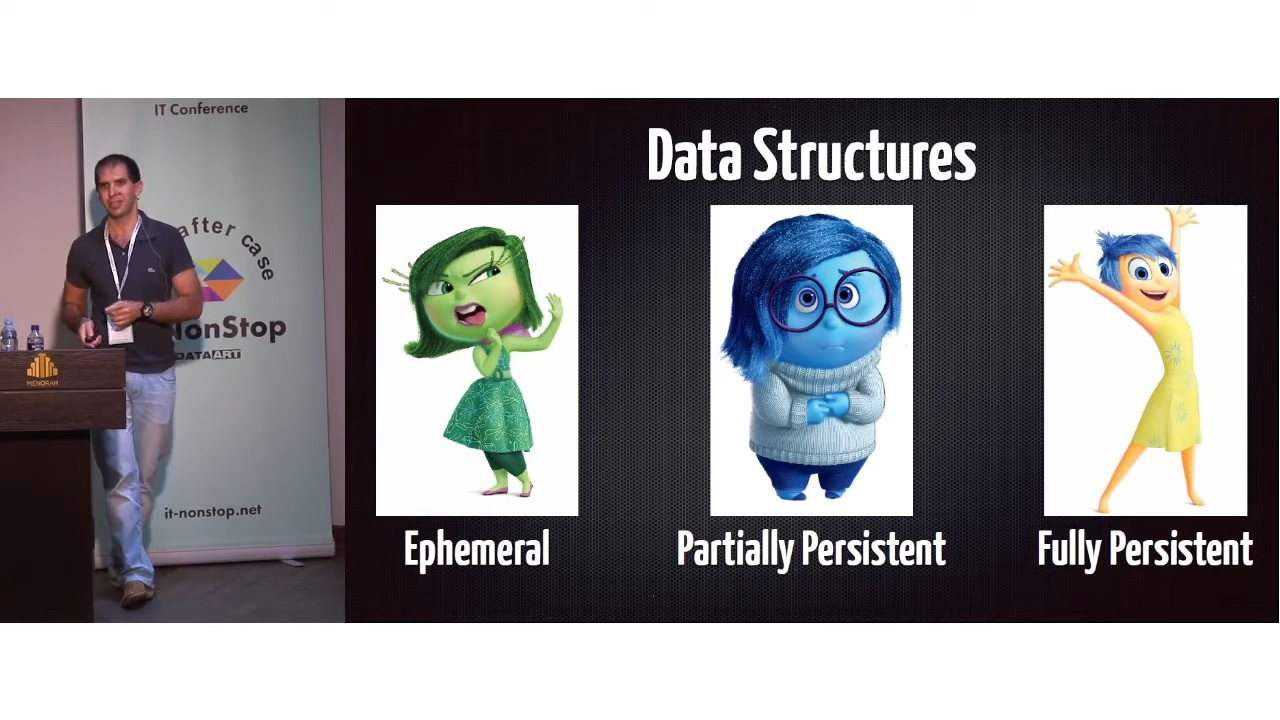 IT Conference
after case
nonStop
DATAART
MENORAH
it-nonstop.net
Data Structures
Ephemeral
Partially Persistent
Fully Persistent